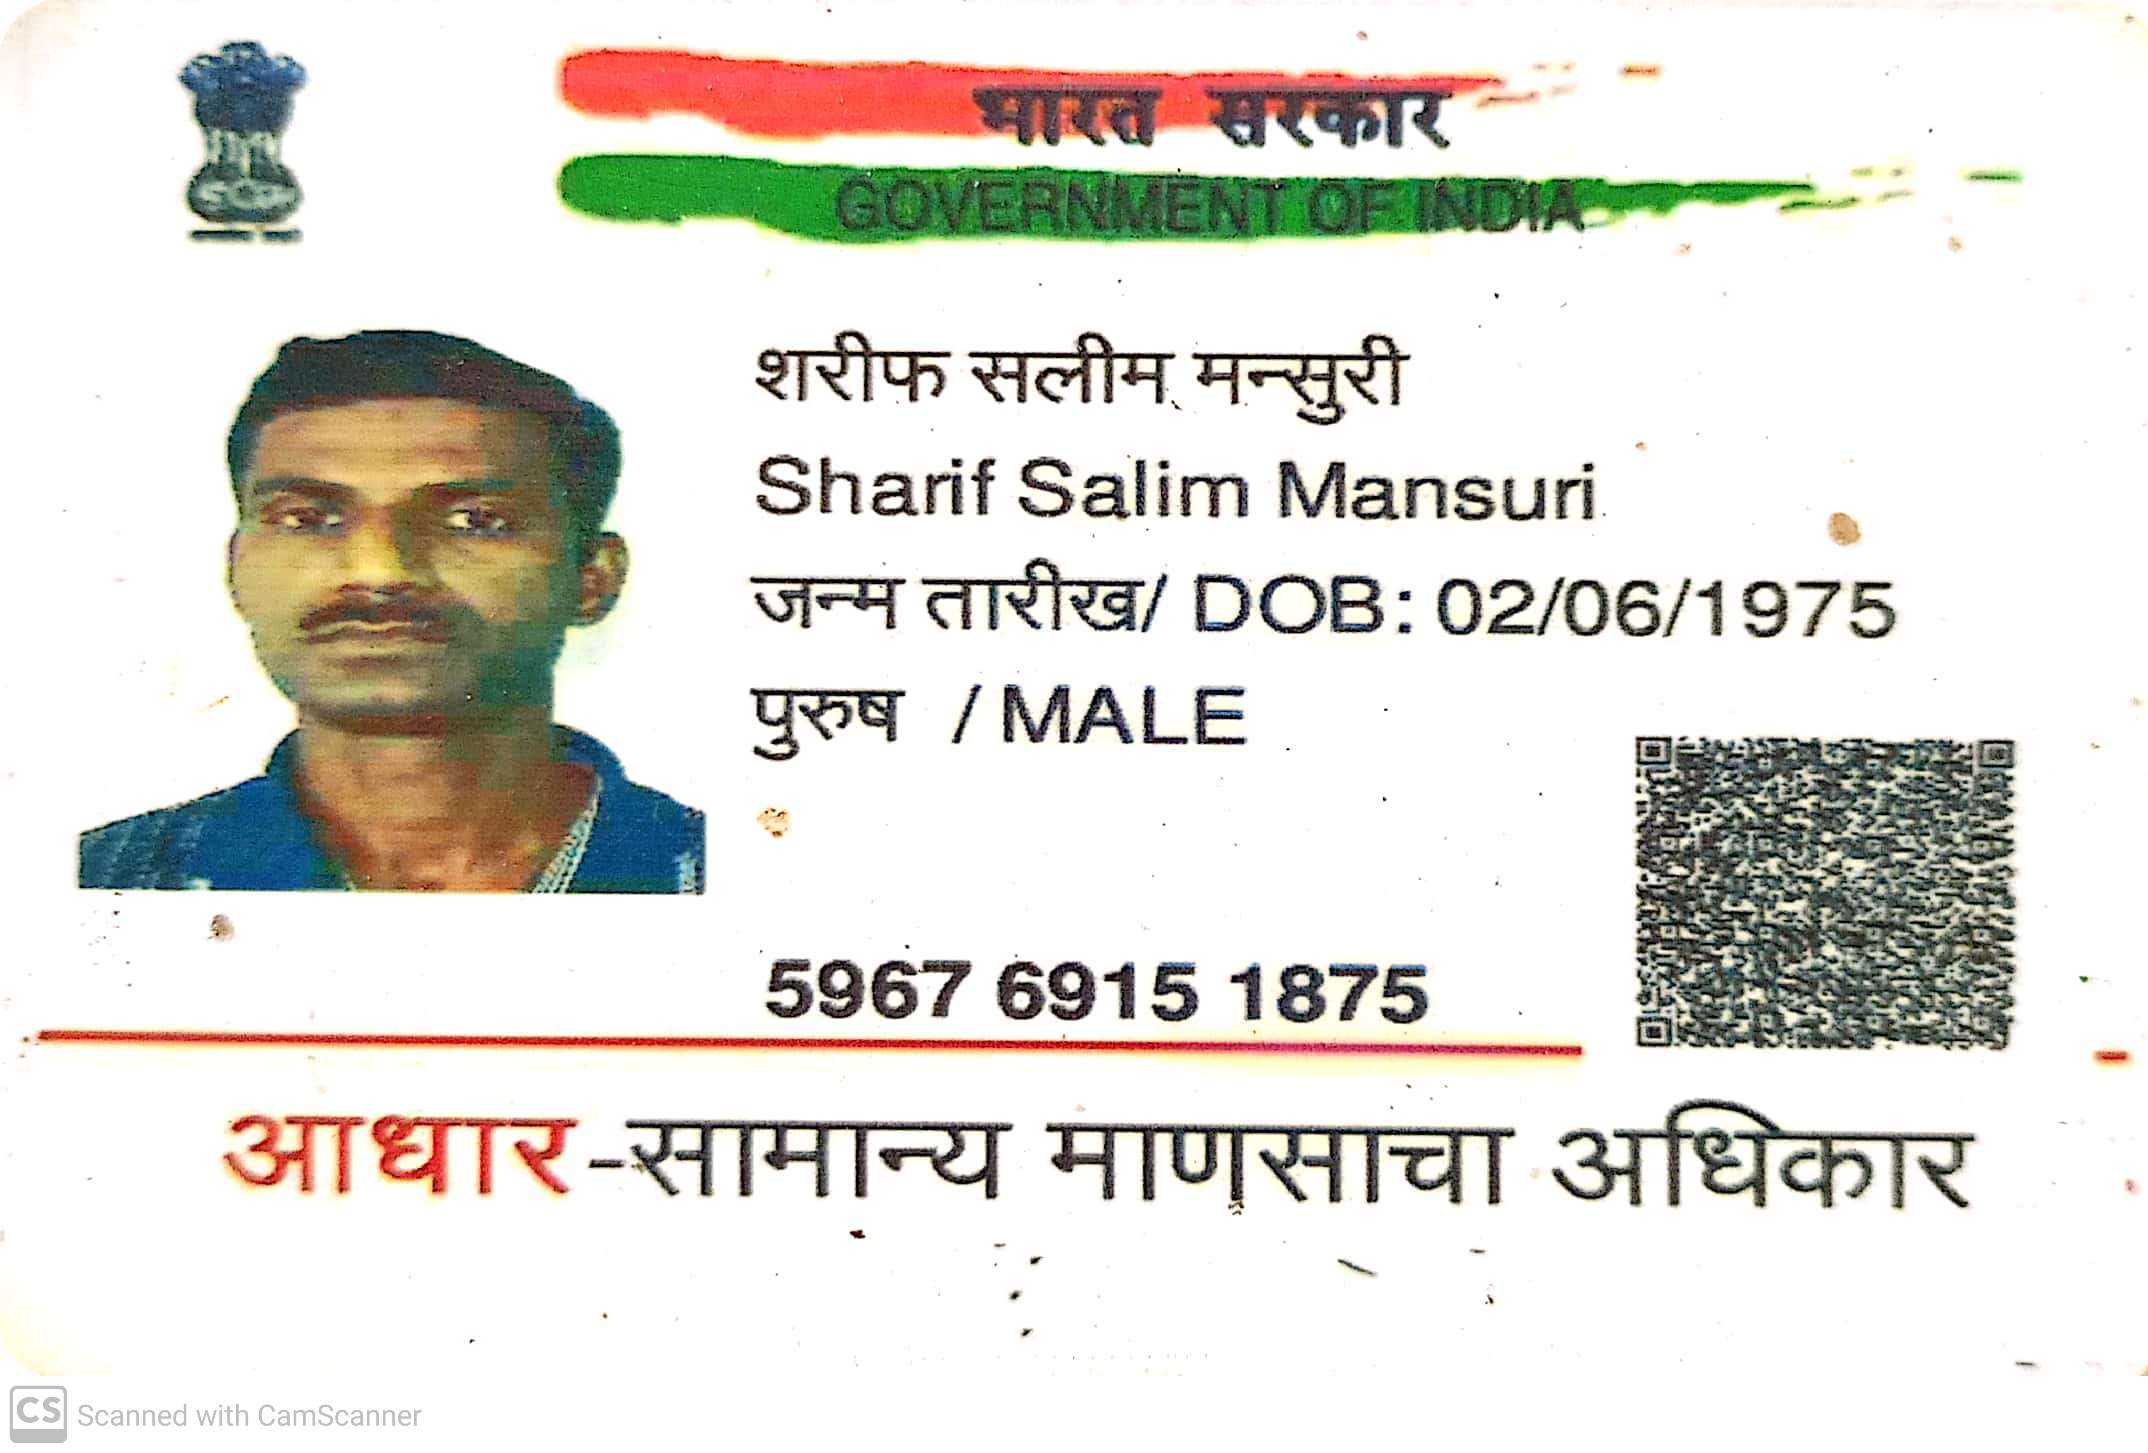 भारत सरकार
GOVERNMENT OF INDIA
शरीफ सलीम मन्सुरी
Sharif Salim Mansuri
जन्म तारीख/ DOB: 02/06/1975
पुरुष / MALE
5967 6915 1875
आधार-सामान्य माणसाचा अधिकार
CS Scanned with CamScanner